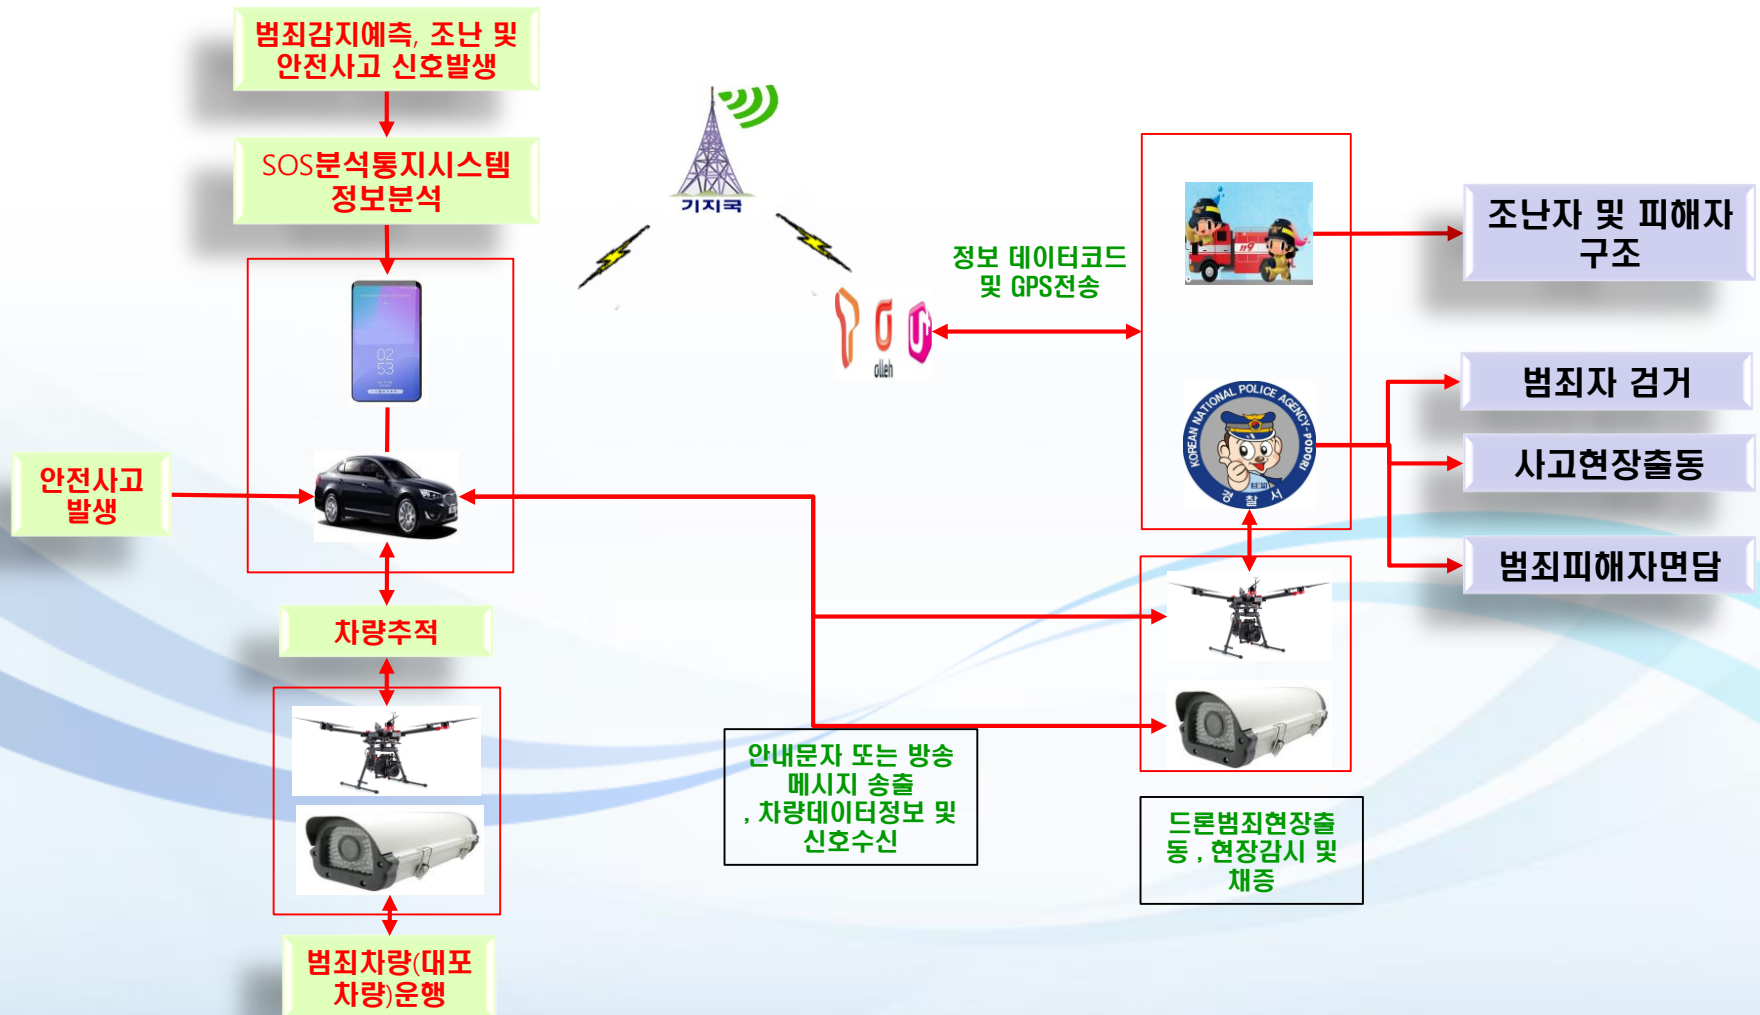 범죄감지예측, 조난 및
안전사고 신호발생
SOS분석통지시스템
정보분석
02
53
안전사고
발생
차량추적
범죄차량(대포
차량)운행
기지국
olleh
U+
정보 데이터코드
및 GPS전송
안내문자 또는 방송
메시지 송출
, 차량데이터정보 및
신호수신
119
KOREAN NATIONAL POLICE AGENCY-PODORI
경찰서
드론범죄현장출
동 , 현장감시 및
채증
조난자 및 피해자
구조
범죄자 검거
사고현장출동
범죄피해자면담